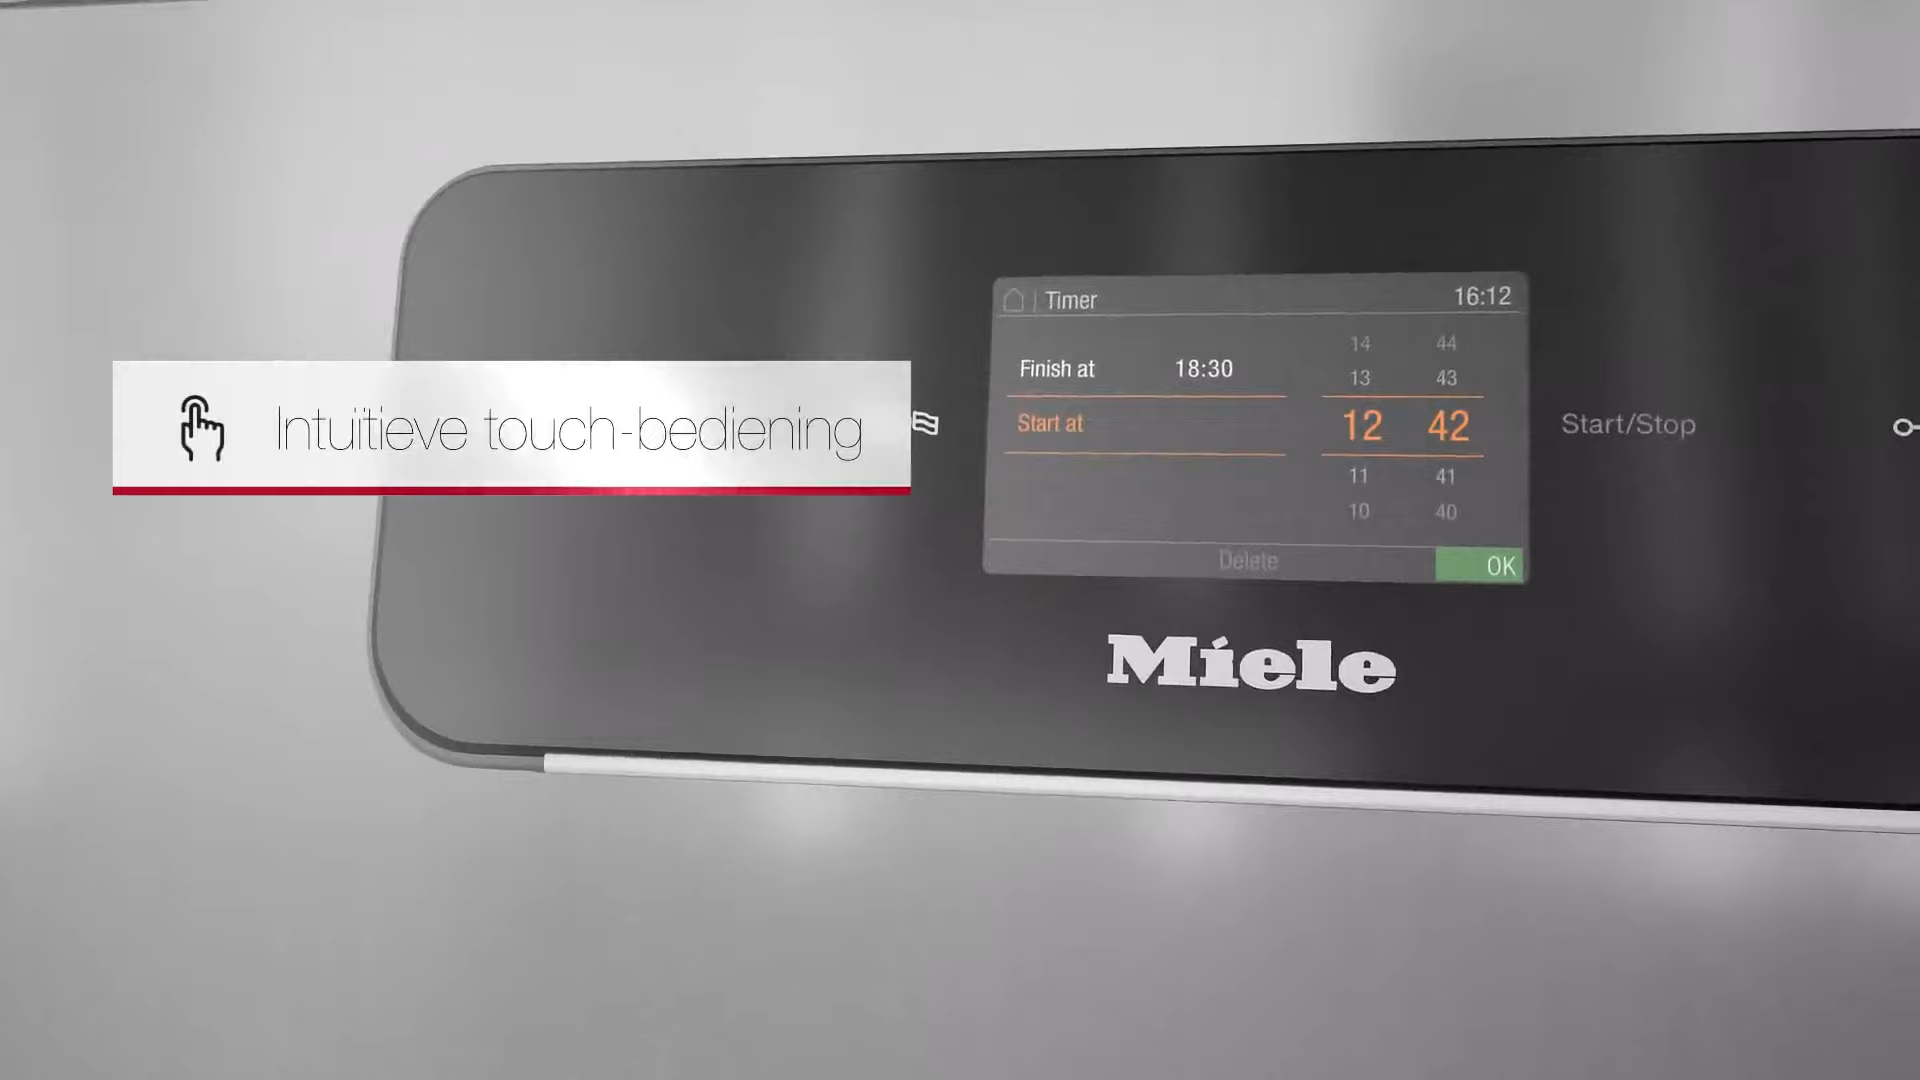 Timer 16:12
14 44
Finish at 18:30
13 43
Intuïtieve touch-bediening
Start at 12 42
Start/Stop
11 41
10 40
Delete OK
Miele